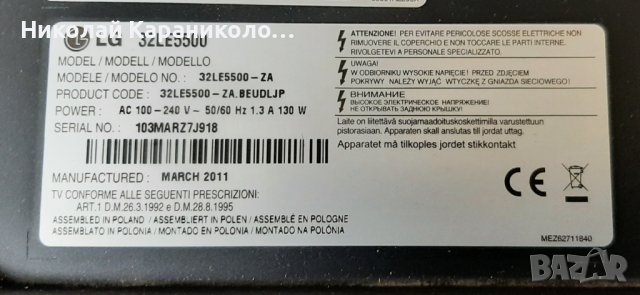 Николай Караниколов
LG 32LE5500
MODEL / MODELL / MODELLO
MODELE / MODELO NO. : 32LE5500-ZA
PRODUCT CODE : 32LE5500-ZA.BEUDLJP
POWER : AC 100-240 V~ 50/60 Hz 1.3 A 130 W
SERIAL NO. : 103MARZ7J918
MANUFACTURED : MARCH 2011
TV CONFORME ALLE SEGUENTI PRESCRIZIONI:
ART.1 D.M.26.3.1992 e D.M.28.8.1995
ASSEMBLED IN POLAND / ASSEMBLIERT IN POLEN / ASSEMBLÉ EN POLOGNE
ASSEMBLATO IN POLONIA / MONTADO EN POLONIA / MONTADO NA POLONIA
ATTENZIONE! PER EVITARE PERICOLOSE SCOSSE ELETTRICHE NON
RIMUOVERE IL COPERCHIO E NON TOCCARE LE PARTI INTERNE.
RIVOLGETEVI A PERSONALE SPECIALIZZATO.
UWAGA!
W ODBIORNIKU WYSOKIE NAPIĘCIE! PRZED ZDJĘCIEM
POKRYWY NALEŻY WYJĄĆ WTYCZKĘ Z GNIAZDA SIECIOWEGO!
ВНИМАНИЕ
ВЫСОКОЕ ЭЛЕКТРИЧЕСКОЕ НАПРЯЖЕНИЕ!
НЕ ОТКРЫВАТЬ ЗАДНЮЮ КРЫШКУ!
Laite on liitettävä suojamaadoituskoskettimilla varustettuun
pistorasiaan. Apparaten skall anslutas till jordat uttag.
Apparatet må tilkoples jordet stikkontakt
CE
MEZ62711840
BAZAR
bg